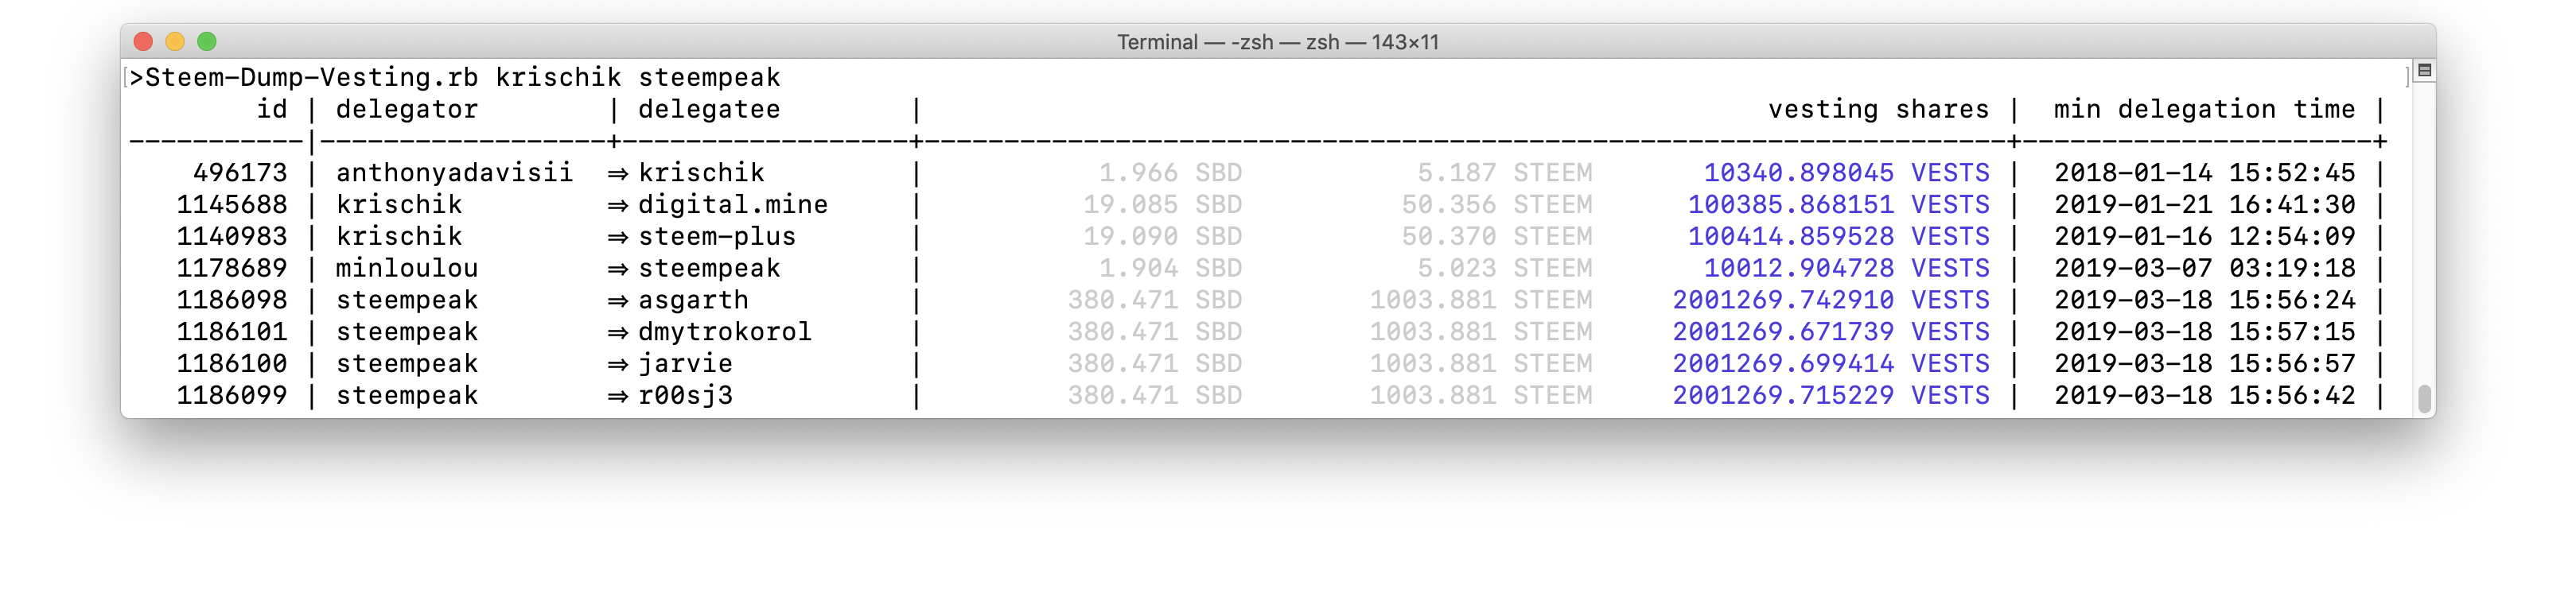 Terminal — -zsh — zsh — 143×11
[>Steem-Dump-Vesting.rb krischik steempeak ]
id | delegator | delegatee | vesting shares | min delegation time |
-----------|------------------+------------------+--------------------------------------------------------------------+----------------------+
496173 | anthonyadavisii ⇒ krischik | 1.966 SBD 5.187 STEEM 10340.898045 VESTS | 2018-01-14 15:52:45 |
1145688 | krischik ⇒ digital.mine | 19.085 SBD 50.356 STEEM 100385.868151 VESTS | 2019-01-21 16:41:30 |
1140983 | krischik ⇒ steem-plus | 19.090 SBD 50.370 STEEM 100414.859528 VESTS | 2019-01-16 12:54:09 |
1178689 | minloulou ⇒ steempeak | 1.904 SBD 5.023 STEEM 10012.904728 VESTS | 2019-03-07 03:19:18 |
1186098 | steempeak ⇒ asgarth | 380.471 SBD 1003.881 STEEM 2001269.742910 VESTS | 2019-03-18 15:56:24 |
1186101 | steempeak ⇒ dmytrokorol | 380.471 SBD 1003.881 STEEM 2001269.671739 VESTS | 2019-03-18 15:57:15 |
1186100 | steempeak ⇒ jarvie | 380.471 SBD 1003.881 STEEM 2001269.699414 VESTS | 2019-03-18 15:56:57 |
1186099 | steempeak ⇒ r00sj3 | 380.471 SBD 1003.881 STEEM 2001269.715229 VESTS | 2019-03-18 15:56:42 |